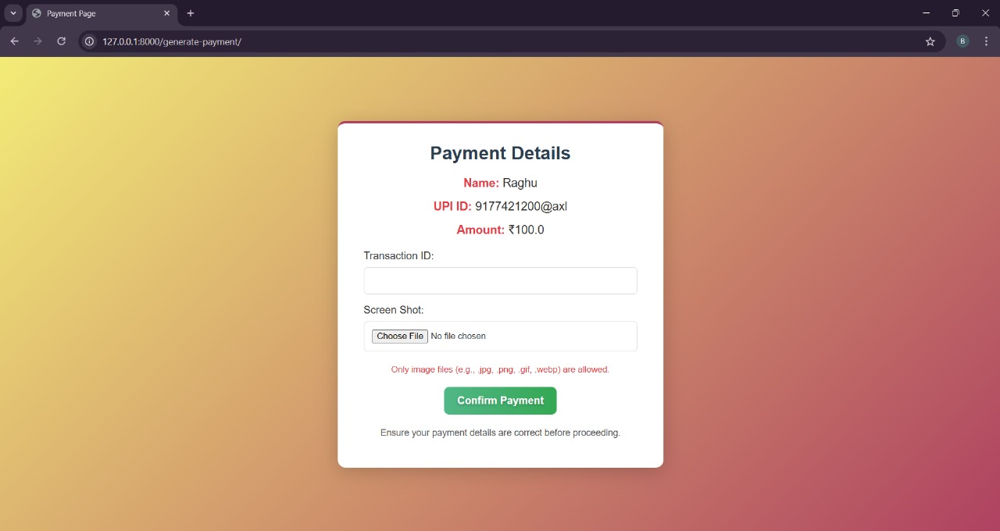 Payment Page
127.0.0.1:8000/generate-payment/
B
Payment Details
Name: Raghu
UPI ID: 9177421200@axl
Amount: ₹100.0
Transaction ID:
Screen Shot:
Choose File No file chosen
Only image files (e.g., .jpg, .png, .gif, .webp) are allowed.
Confirm Payment
Ensure your payment details are correct before proceeding.